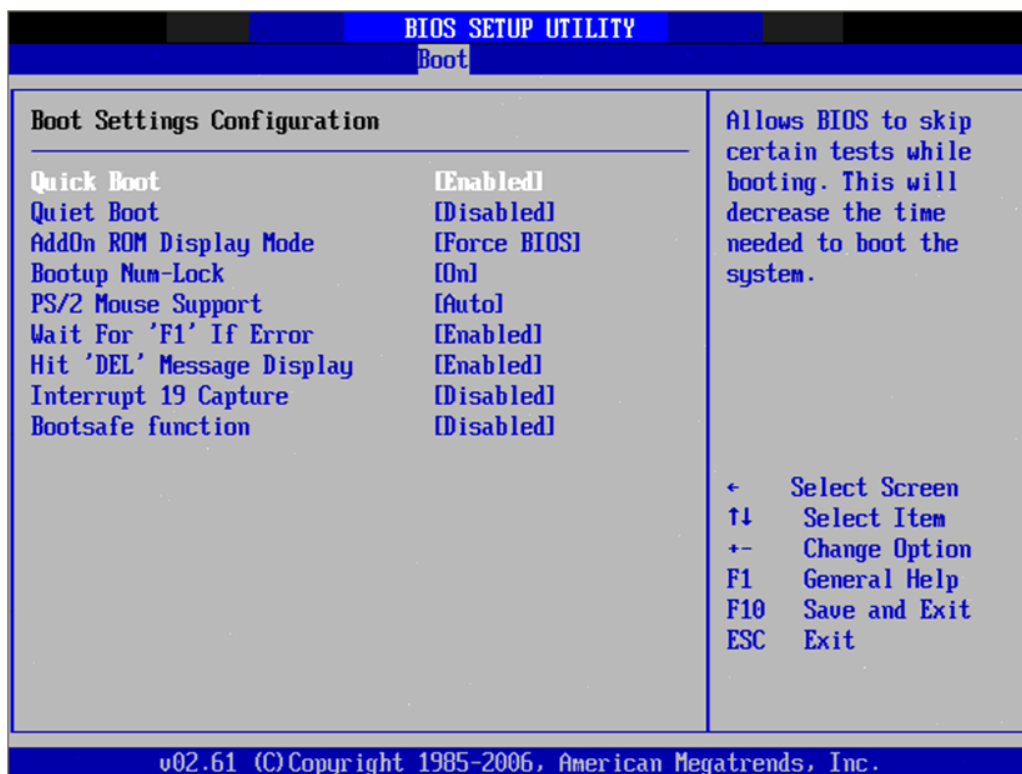 BIOS SETUP UTILITY
Boot
Boot Settings Configuration
Quick Boot [Enabled]
Quiet Boot [Disabled]
AddOn ROM Display Mode [Force BIOS]
Bootup Num-Lock [On]
PS/2 Mouse Support [Auto]
Wait For 'F1' If Error [Enabled]
Hit 'DEL' Message Display [Enabled]
Interrupt 19 Capture [Disabled]
Bootsafe function [Disabled]
Allows BIOS to skip
certain tests while
booting. This will
decrease the time
needed to boot the
system.
← Select Screen
↑↓ Select Item
+- Change Option
F1 General Help
F10 Save and Exit
ESC Exit
v02.61 (C)Copyright 1985-2006, American Megatrends, Inc.